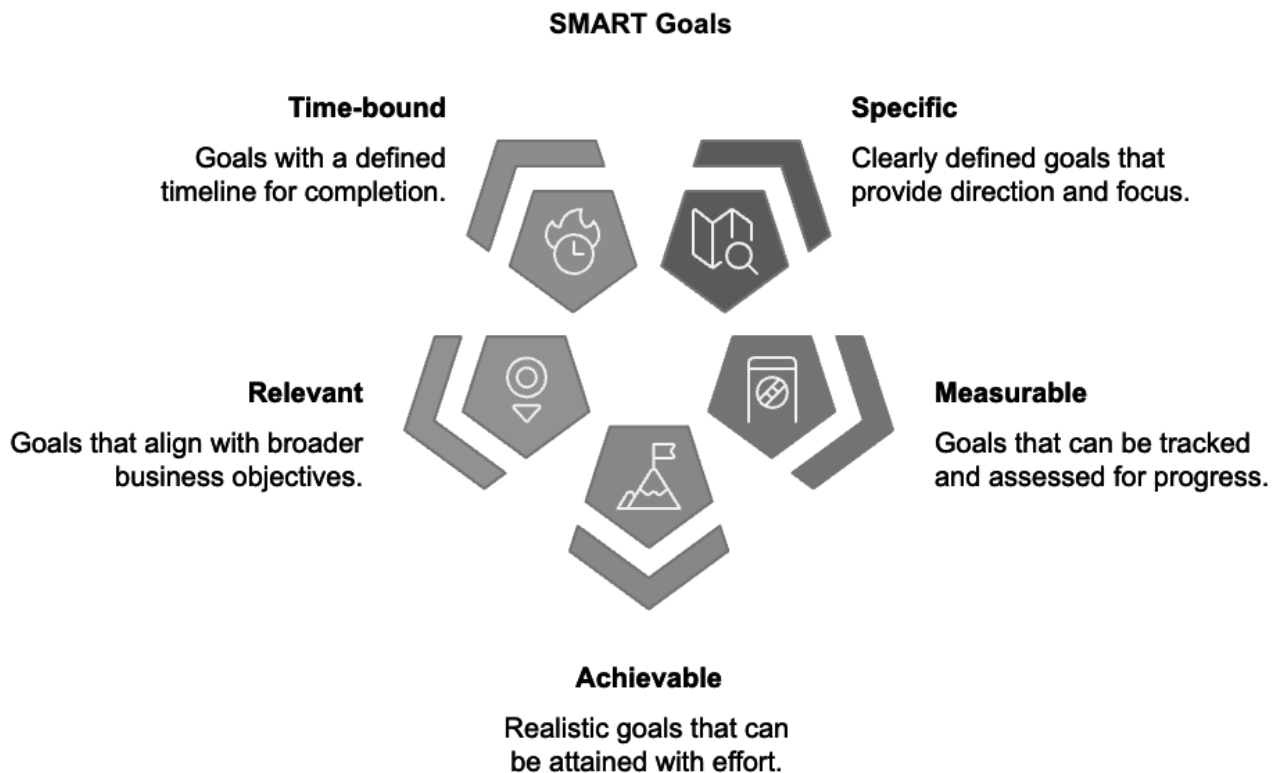 SMART Goals
Time-bound
Goals with a defined
timeline for completion.
Specific
Clearly defined goals that
provide direction and focus.
Relevant
Goals that align with broader
business objectives.
Measurable
Goals that can be tracked
and assessed for progress.
Achievable
Realistic goals that can
be attained with effort.